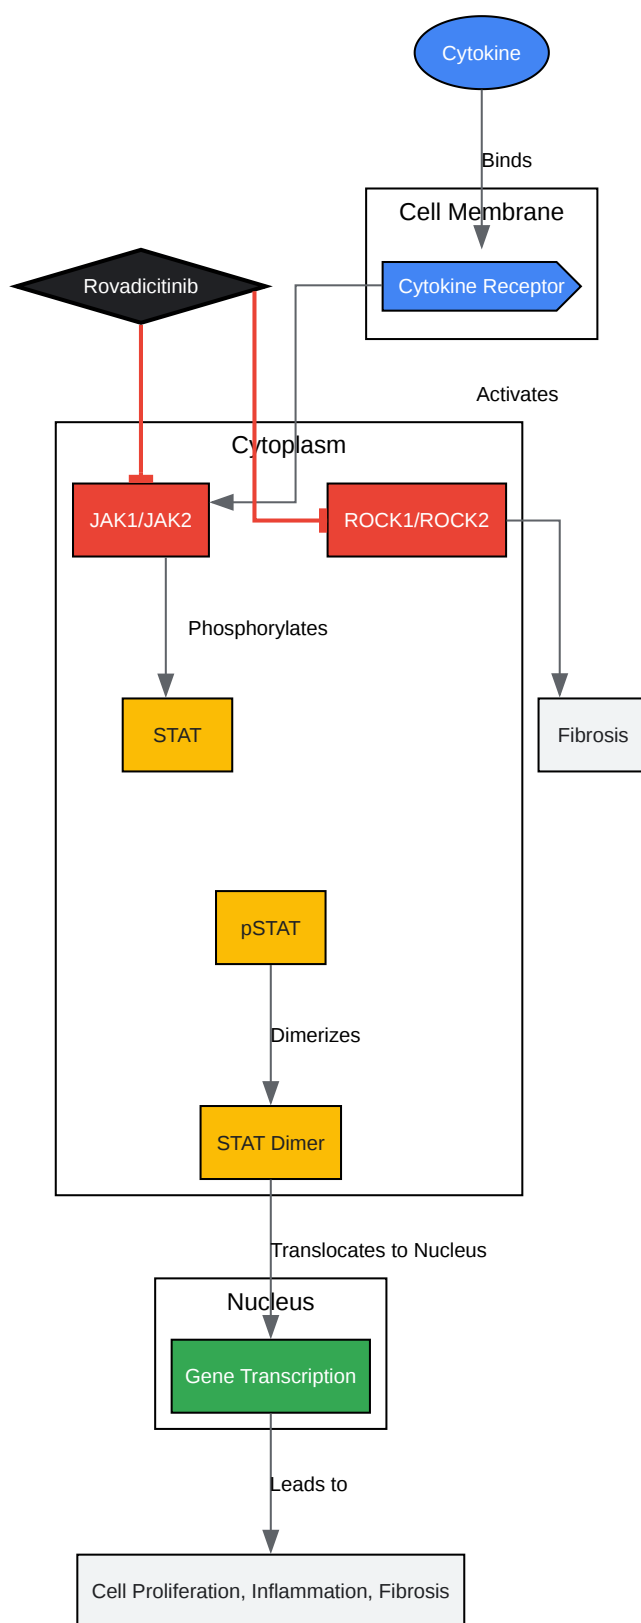 Cytokine
Binds
Cell Membrane
Rovadicitinib
Cytokine Receptor
Activates
Cytoplasm
JAK1/JAK2
ROCK1/ROCK2
Phosphorylates
STAT
Fibrosis
pSTAT
Dimerizes
STAT Dimer
Translocates to Nucleus
Nucleus
Gene Transcription
Leads to
Cell Proliferation, Inflammation, Fibrosis